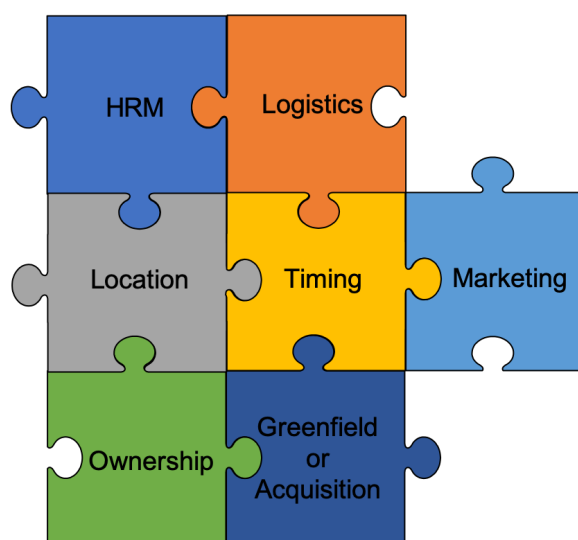 HRM
Logistics
Location
Timing
Marketing
Ownership
Greenfield
or
Acquisition